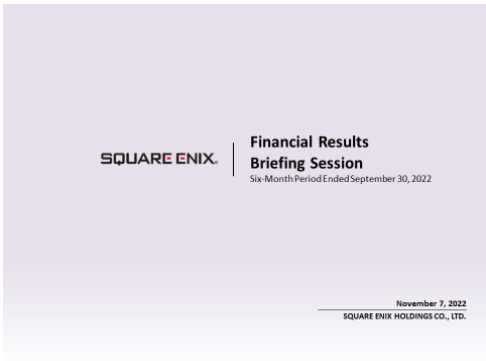 SQUARE ENIX.
Financial Results
Briefing Session
Six-Month Period Ended September 30, 2022
November 7, 2022
SQUARE ENIX HOLDINGS CO., LTD.